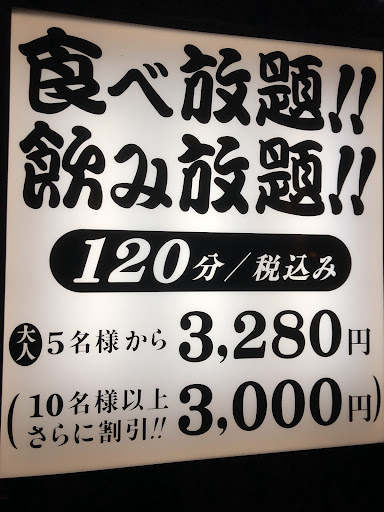 食べ放題!!
飲み放題!!
120分/税込み
大人 5名様から 3,280円
(10名様以上 3,000円)
さらに割引!!